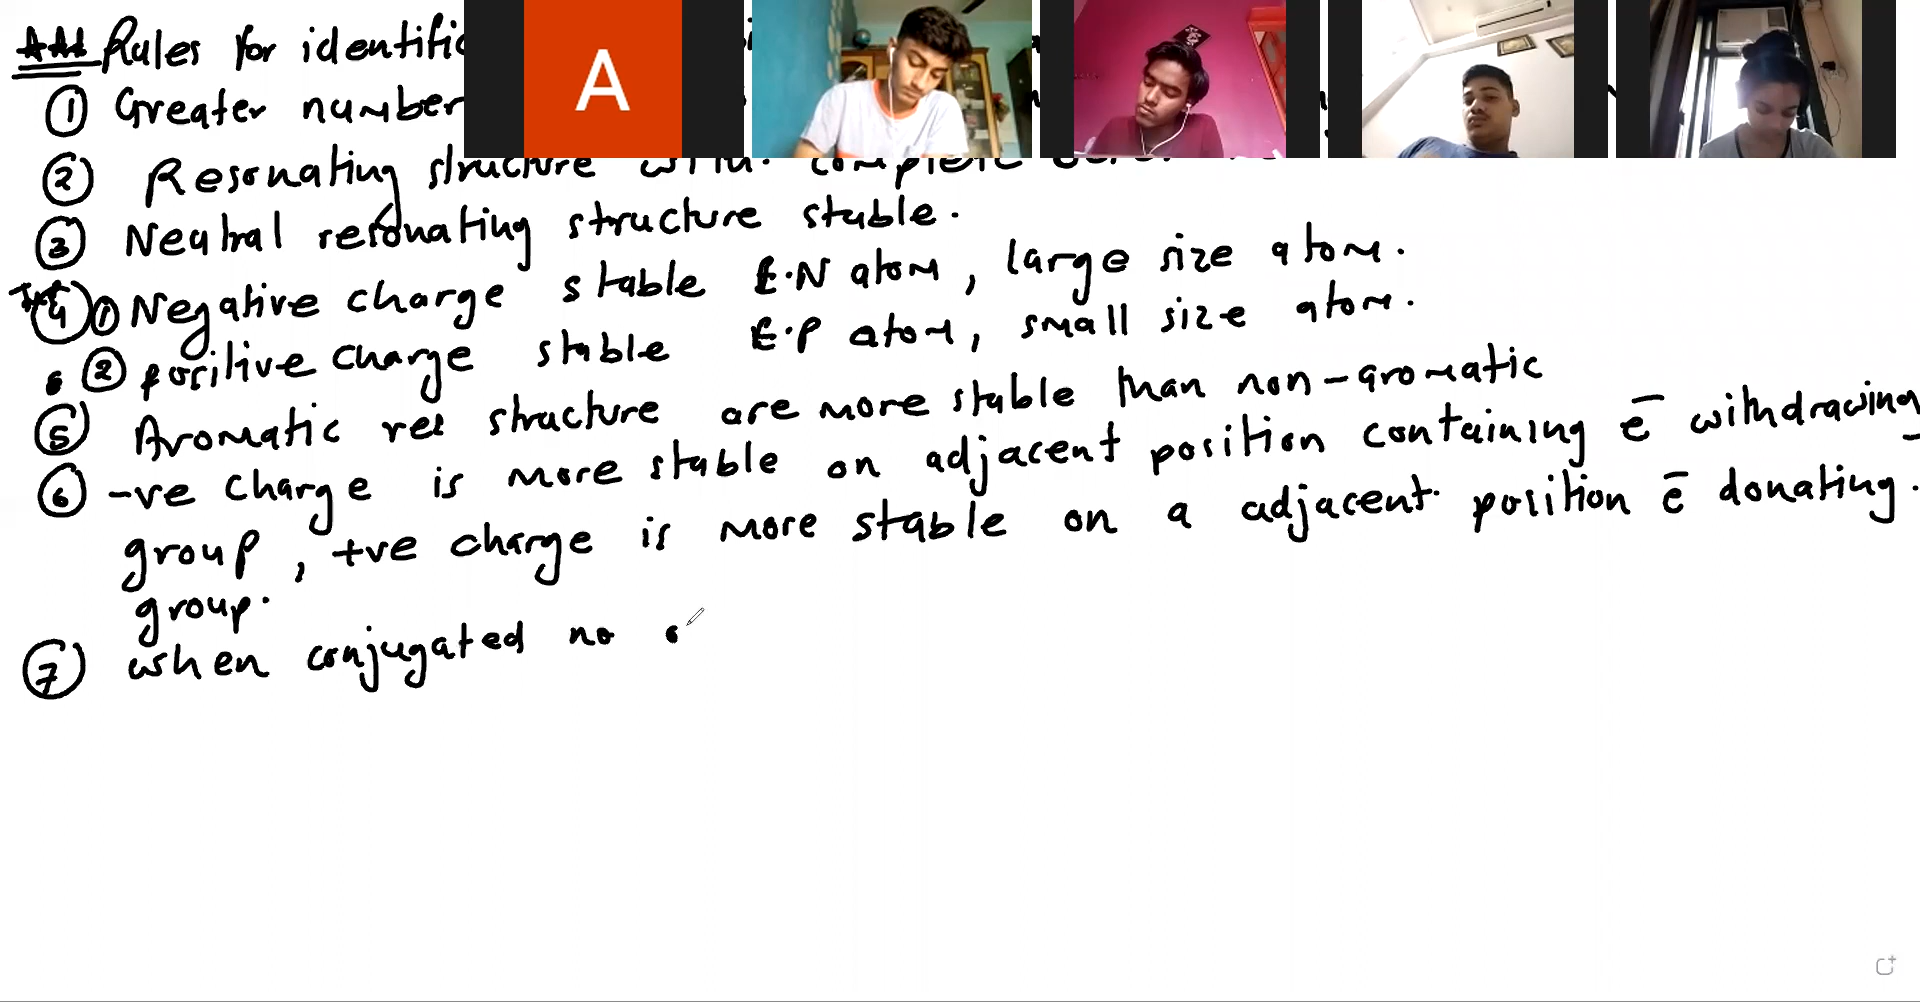 Rules for identific
A
① Greater number
② Resonating structure with complete
③ Neutral resonating structure stable.
④ ① Negative charge stable E.N atom, large size atom.
② positive charge stable E.P atom, small size atom.
⑤ Aromatic res structure are more stable than non-aromatic
⑥ -ve charge is more stable on adjacent position containing e̅ withdrawing
group, +ve charge is more stable on a adjacent position e̅ donating.
group.
⑦ when conjugated no o